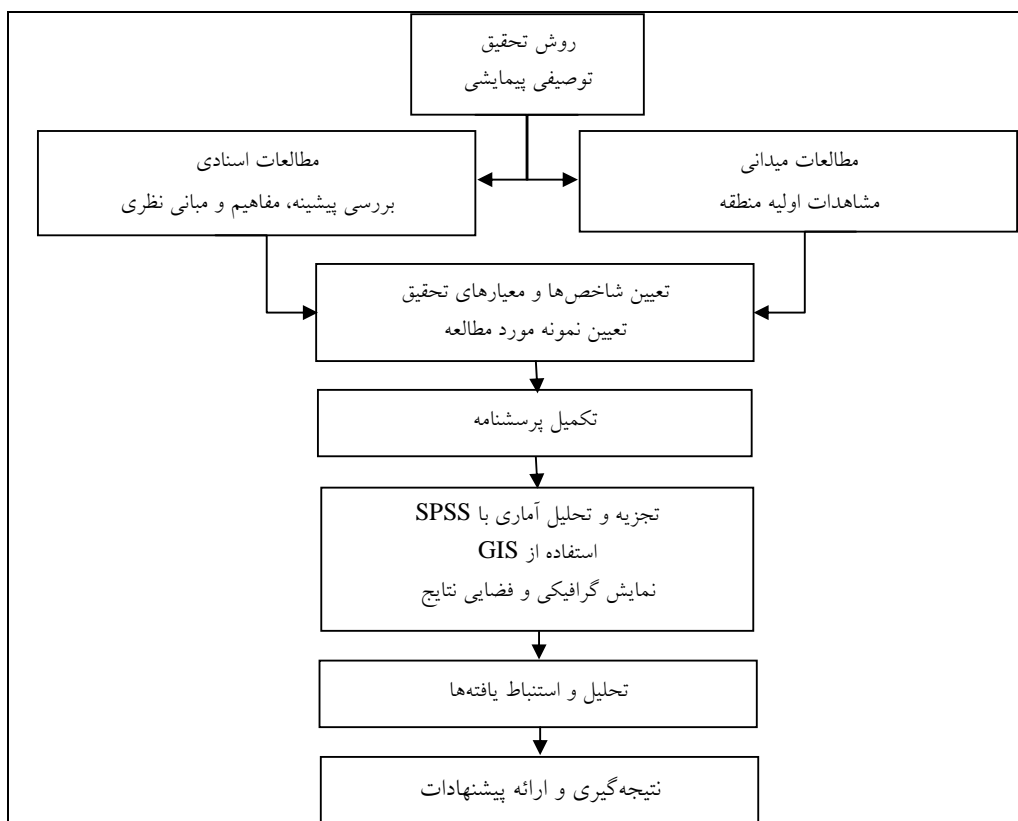 روش تحقیق
توصیفی پیمایشی
مطالعات میدانی
مشاهدات اولیه منطقه
مطالعات اسنادی
بررسی پیشینه، مفاهیم و مبانی نظری
تعیین شاخص‌ها و معیارهای تحقیق
تعیین نمونه مورد مطالعه
تکمیل پرسشنامه
تجزیه و تحلیل آماری با SPSS
استفاده از GIS
نمایش گرافیکی و فضایی نتایج
تحلیل و استنباط یافته‌ها
نتیجه‌گیری و ارائه پیشنهادات